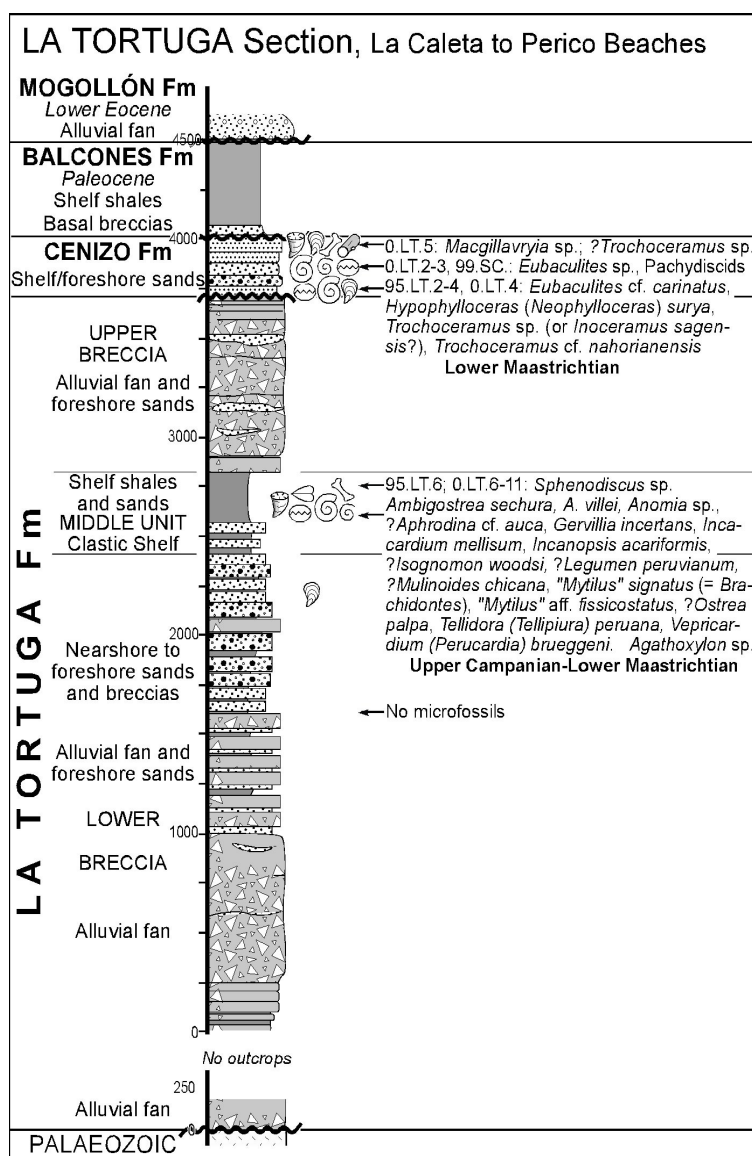 LA TORTUGA Section, La Caleta to Perico Beaches
MOGOLLÓN Fm
Lower Eocene
Alluvial fan
4500
BALCONES Fm
Paleocene
Shelf shales
Basal breccias
4000
CENIZO Fm
Shelf/foreshore sands
0.LT.5: Macgillavryia sp.; ?Trochoceramus sp.
0.LT.2-3, 99.SC.: Eubaculites sp., Pachydiscids
95.LT.2-4, 0.LT.4: Eubaculites cf. carinatus,
Hypophylloceras (Neophylloceras) surya,
Trochoceramus sp. (or Inoceramus sagen-
sis?), Trochoceramus cf. nahorianensis
Lower Maastrichtian
UPPER
BRECCIA
Alluvial fan and
foreshore sands
3000
Shelf shales
and sands
MIDDLE UNIT
Clastic Shelf
95.LT.6; 0.LT.6-11: Sphenodiscus sp.
Ambigostrea sechura, A. villei, Anomia sp.,
?Aphrodina cf. auca, Gervillia incertans, Inca-
cardium mellisum, Incanopsis acariformis,
?Isognomon woodsi, ?Legumen peruvianum,
?Mulinoides chicana, "Mytilus" signatus (= Bra-
chidontes), "Mytilus" aff. fissicostatus, ?Ostrea
palpa, Tellidora (Tellipiura) peruana, Vepricar-
dium (Perucardia) brueggeni. Agathoxylon sp.
Upper Campanian-Lower Maastrichtian
2000
Nearshore to
foreshore sands
and breccias
No microfossils
Alluvial fan and
foreshore sands
LOWER
1000
BRECCIA
Alluvial fan
0
LA TORTUGA Fm
No outcrops
250
Alluvial fan
0
PALAEOZOIC